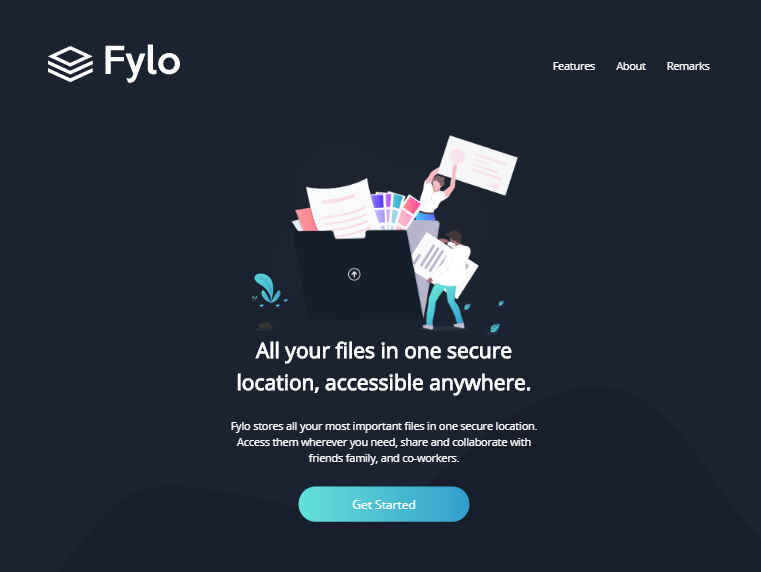 Fylo
Features About Remarks
All your files in one secure
location, accessible anywhere.
Fylo stores all your most important files in one secure location.
Access them wherever you need, share and collaborate with
friends family, and co-workers.
Get Started